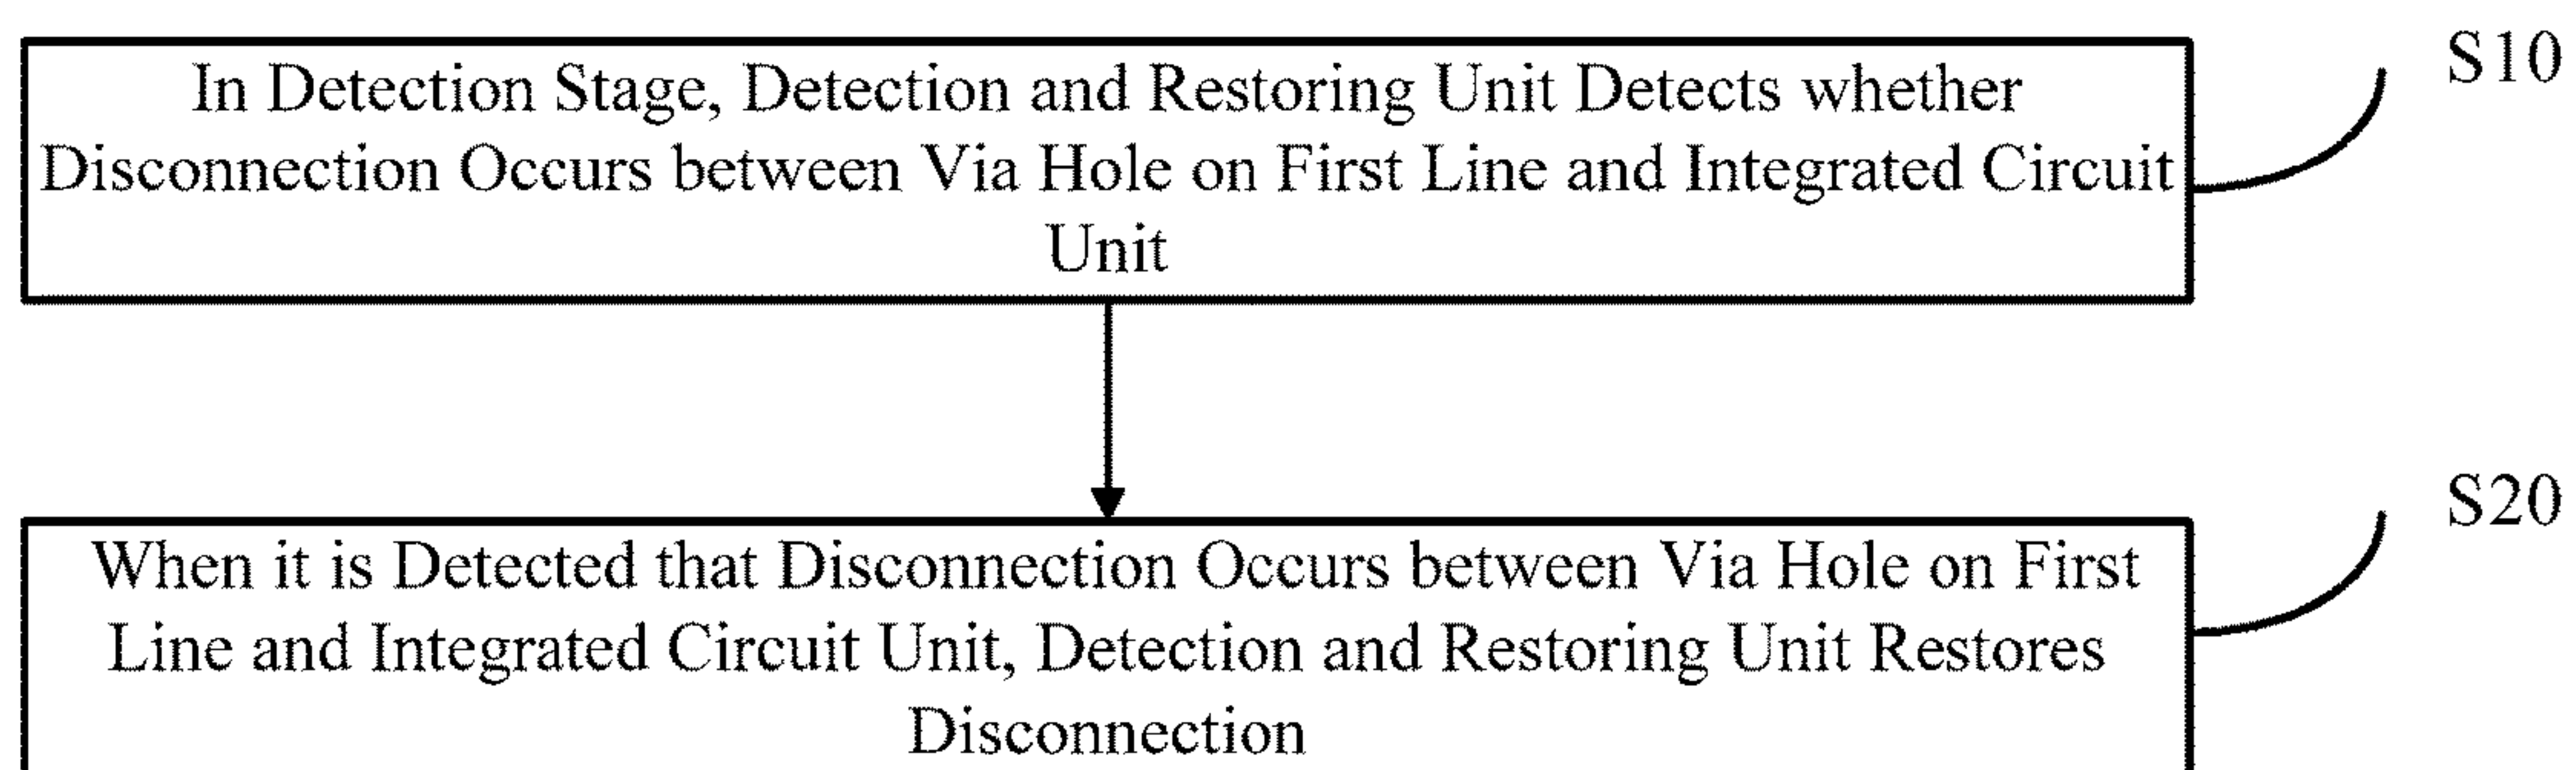 In Detection Stage, Detection and Restoring Unit Detects whether
Disconnection Occurs between Via Hole on First Line and Integrated Circuit
Unit
S10
When it is Detected that Disconnection Occurs between Via Hole on First
Line and Integrated Circuit Unit, Detection and Restoring Unit Restores
Disconnection
S20